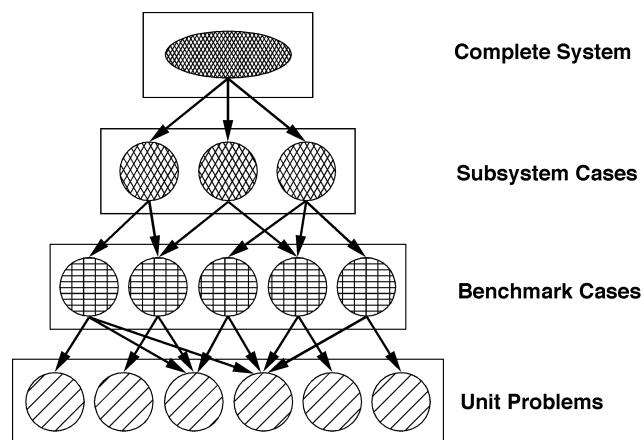 Complete System
Subsystem Cases
Benchmark Cases
Unit Problems